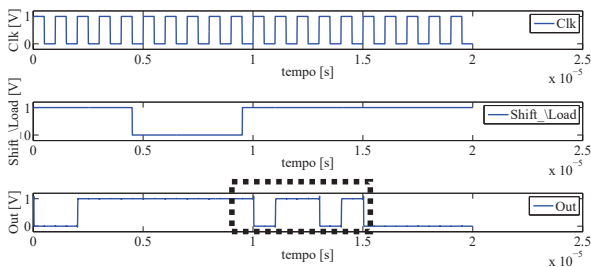 Clk [V]
1
0
Clk
0 0.5 1 1.5 2 2.5
tempo [s]
x 10⁻⁵
Shift_\Load [V]
1
0
Shift_\Load
0 0.5 1 1.5 2 2.5
tempo [s]
x 10⁻⁵
Out [V]
1
0
Out
0 0.5 1 1.5 2 2.5
tempo [s]
x 10⁻⁵